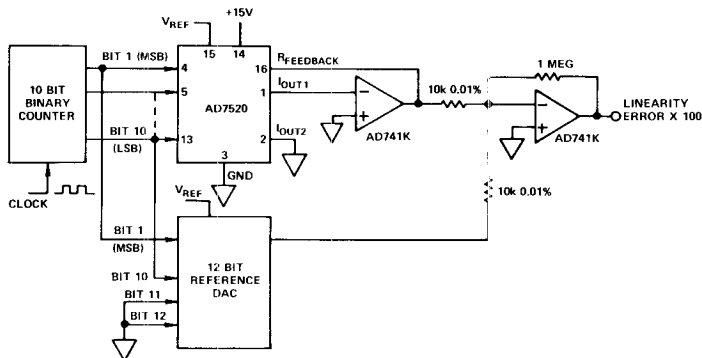 +15V
VREF
BIT 1 (MSB)
15
14
RFEEDBACK
1 MEG
4
16
IOUT1
10k 0.01%
10 BIT
BINARY
COUNTER
5
1
AD7520
LINEARITY
ERROR X 100
BIT 10
(LSB)
13
2
IOUT2
AD741K
AD741K
3
GND
CLOCK
VREF
10k 0.01%
BIT 1
(MSB)
12 BIT
REFERENCE
DAC
BIT 10
BIT 11
BIT 12